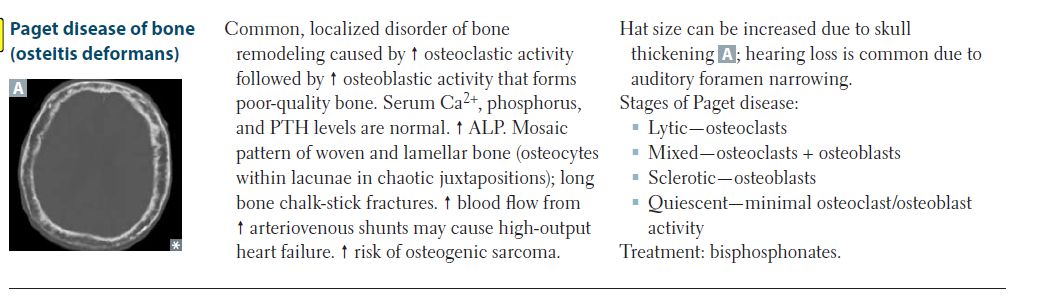 Paget disease of bone
(osteitis deformans)
A
*
Common, localized disorder of bone
remodeling caused by ↑ osteoclastic activity
followed by ↑ osteoblastic activity that forms
poor-quality bone. Serum Ca2+, phosphorus,
and PTH levels are normal. ↑ ALP. Mosaic
pattern of woven and lamellar bone (osteocytes
within lacunae in chaotic juxtapositions); long
bone chalk-stick fractures. ↑ blood flow from
↑ arteriovenous shunts may cause high-output
heart failure. ↑ risk of osteogenic sarcoma.
Hat size can be increased due to skull
thickening A; hearing loss is common due to
auditory foramen narrowing.
Stages of Paget disease:
▪ Lytic—osteoclasts
▪ Mixed—osteoclasts + osteoblasts
▪ Sclerotic—osteoblasts
▪ Quiescent—minimal osteoclast/osteoblast
activity
Treatment: bisphosphonates.